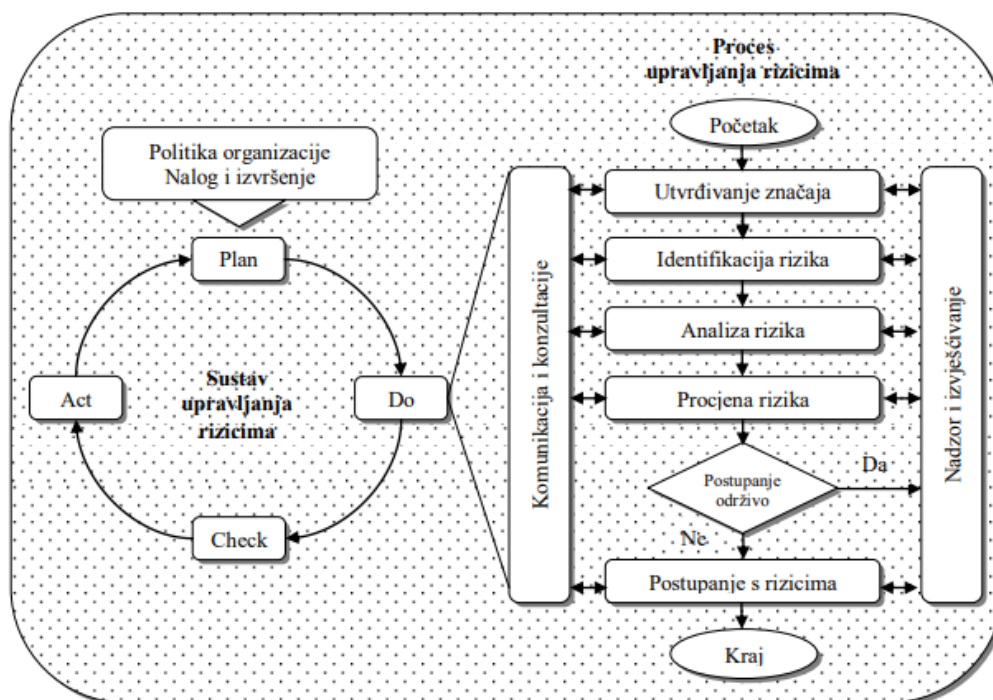 Proces
upravljanja rizicima
Početak
Politika organizacije
Nalog i izvršenje
Plan
Do
Check
Act
Sustav
upravljanja
rizicima
Komunikacija i konzultacije
Utvrđivanje značaja
Identifikacija rizika
Analiza rizika
Procjena rizika
Postupanje
održivo
Da
Ne
Postupanje s rizicima
Kraj
Nadzor i izvješćivanje